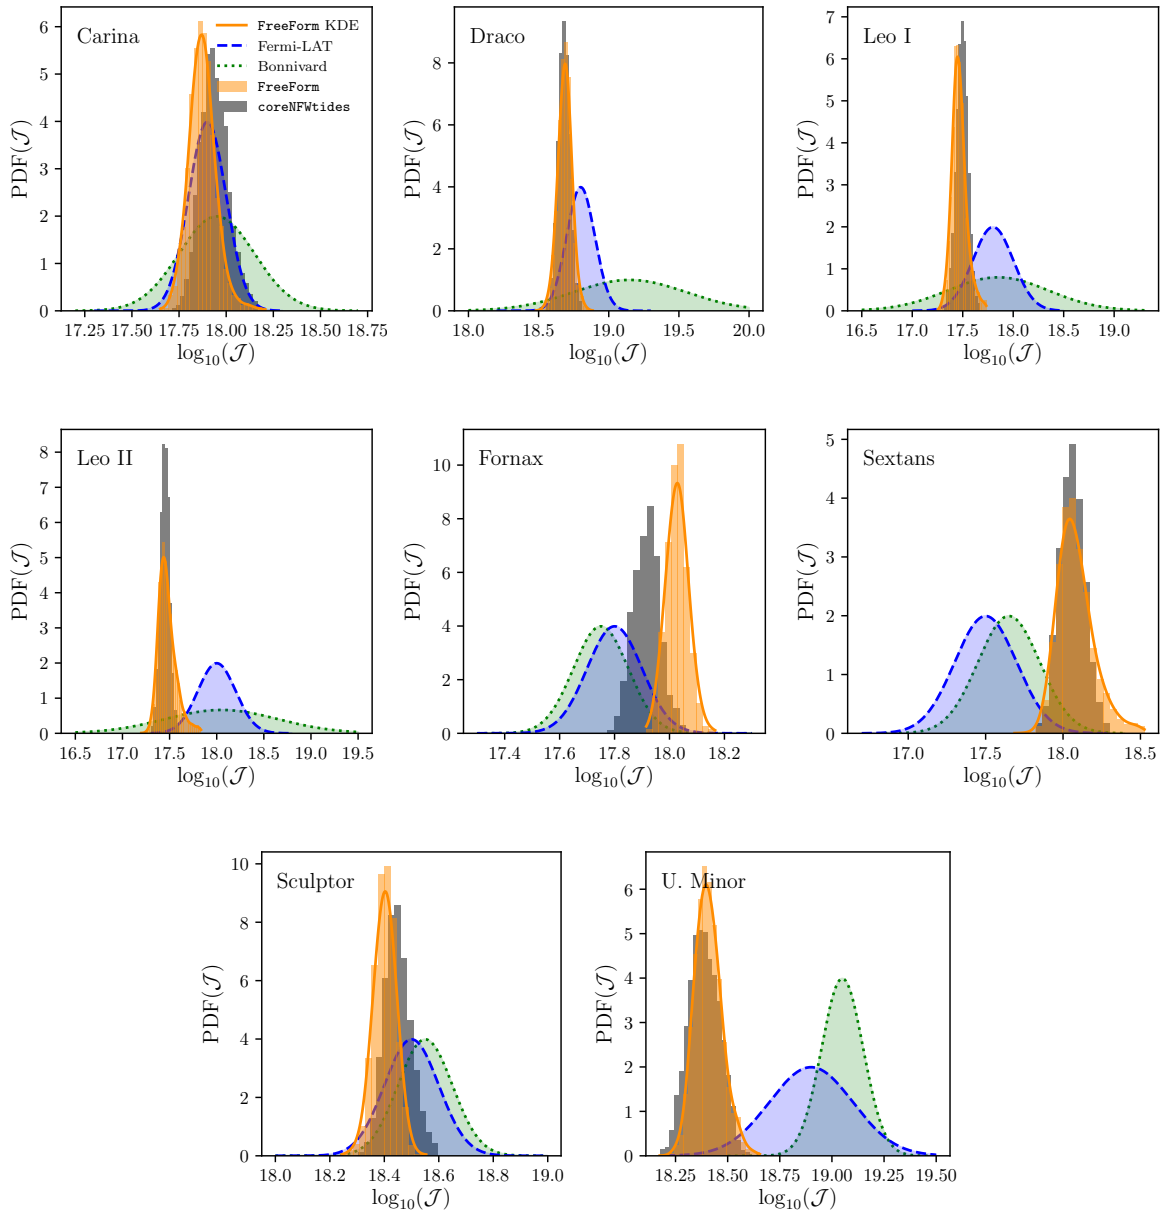 Carina
FreeForm KDE
Fermi-LAT
Bonnivard
FreeForm
coreNFWtides
PDF(𝒥)
0 1 2 3 4 5 6
17.25 17.50 17.75 18.00 18.25 18.50 18.75
log₁₀(𝒥)
Draco
PDF(𝒥)
0 2 4 6 8
18.0 18.5 19.0 19.5 20.0
log₁₀(𝒥)
Leo I
PDF(𝒥)
0 1 2 3 4 5 6 7
16.5 17.0 17.5 18.0 18.5 19.0
log₁₀(𝒥)
Leo II
PDF(𝒥)
0 1 2 3 4 5 6 7 8
16.5 17.0 17.5 18.0 18.5 19.0 19.5
log₁₀(𝒥)
Fornax
PDF(𝒥)
0 2 4 6 8 10
17.4 17.6 17.8 18.0 18.2
log₁₀(𝒥)
Sextans
PDF(𝒥)
0 1 2 3 4 5
17.0 17.5 18.0 18.5
log₁₀(𝒥)
Sculptor
PDF(𝒥)
0 2 4 6 8 10
18.0 18.2 18.4 18.6 18.8 19.0
log₁₀(𝒥)
U. Minor
PDF(𝒥)
0 1 2 3 4 5 6
18.25 18.50 18.75 19.00 19.25 19.50
log₁₀(𝒥)